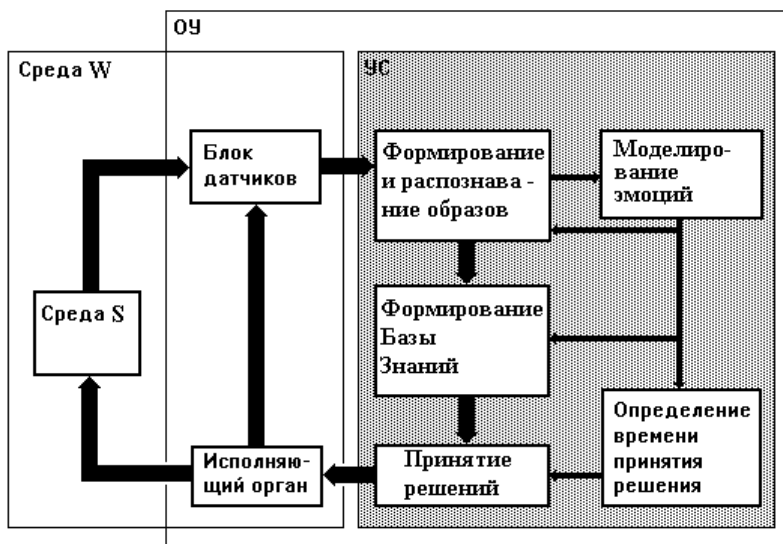 ОУ
Среда W
УС
Блок
датчиков
Формирование
и распознава -
ние образов
Моделиро-
вание
эмоций
Среда S
Формирование
Базы
Знаний
Определение
времени
принятия
решения
Исполняю-
щий орган
Принятие
решений